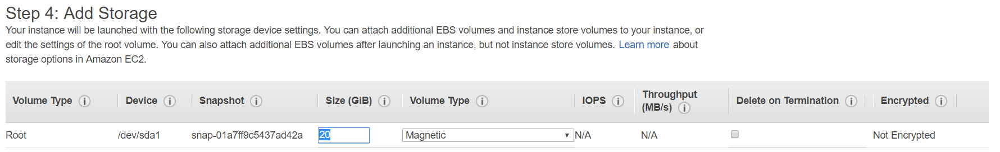 Step 4: Add Storage
Your instance will be launched with the following storage device settings. You can attach additional EBS volumes and instance store volumes to your instance, or
edit the settings of the root volume. You can also attach additional EBS volumes after launching an instance, but not instance store volumes. Learn more about
storage options in Amazon EC2.
Volume Type Device Snapshot Size (GiB) Volume Type IOPS Throughput (MB/s) Delete on Termination Encrypted
Root /dev/sda1 snap-01a7ff9c5437ad42a 20 Magnetic N/A N/A Not Encrypted